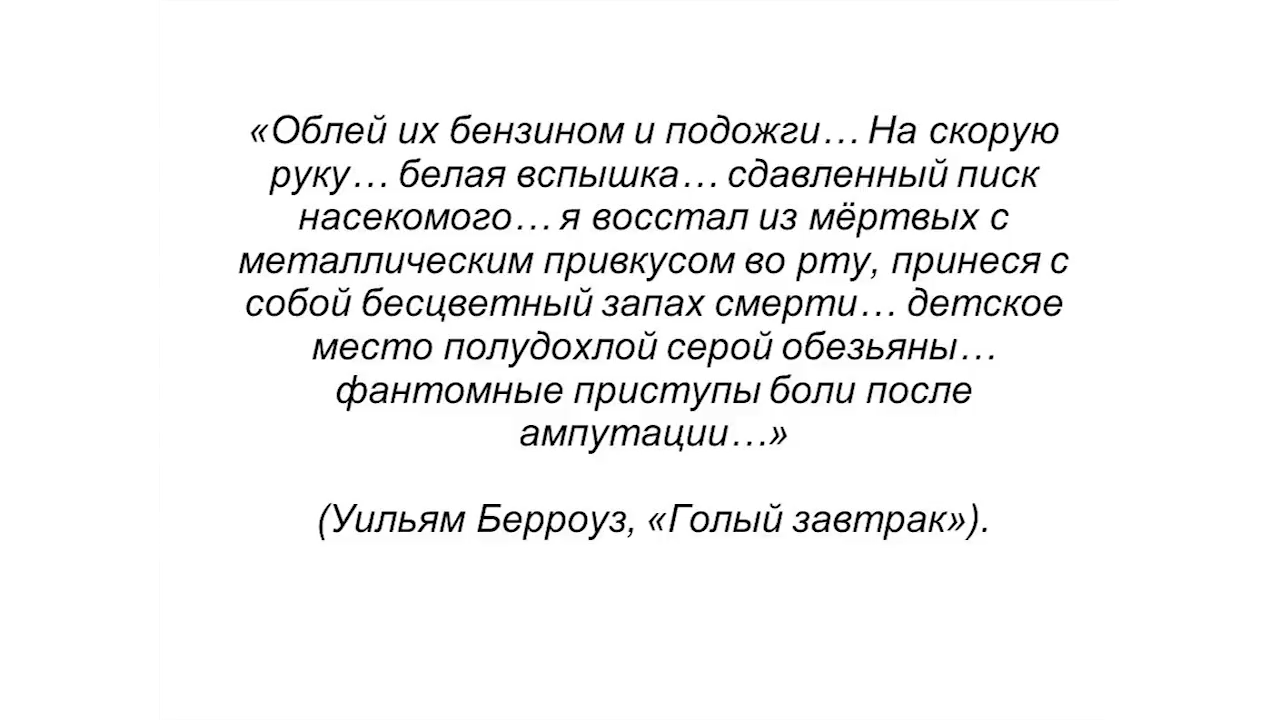 «Облей их бензином и подожги… На скорую
руку… белая вспышка… сдавленный писк
насекомого… я восстал из мёртвых с
металлическим привкусом во рту, принеся с
собой бесцветный запах смерти… детское
место полудохлой серой обезьяны…
фантомные приступы боли после
ампутации…»
(Уильям Берроуз, «Голый завтрак»).